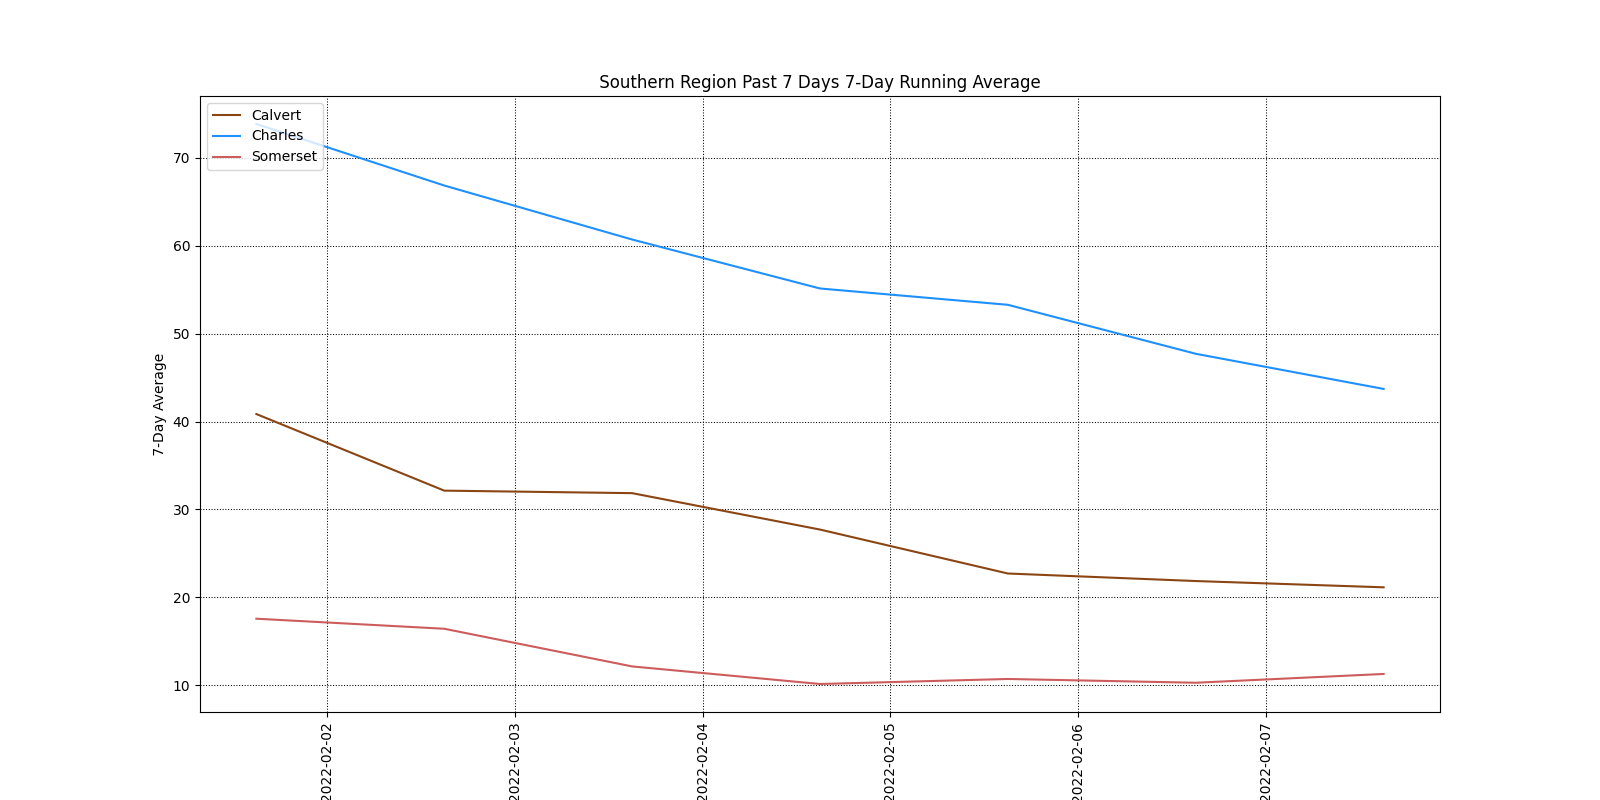 Southern Region Past 7 Days 7-Day Running Average
Calvert
Charles
Somerset
7-Day Average
70
60
50
40
30
20
10
2022-02-02
2022-02-03
2022-02-04
2022-02-05
2022-02-06
2022-02-07